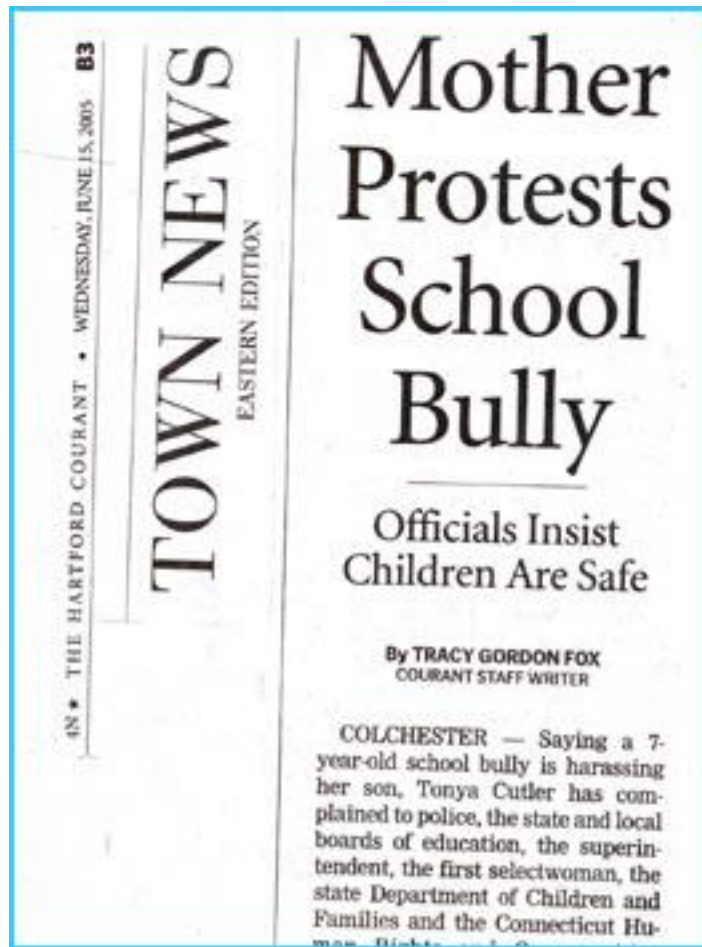 4N★ THE HARTFORD COURANT • WEDNESDAY, JUNE 15, 2005 B3
TOWN NEWS
EASTERN EDITION
Mother
Protests
School
Bully
Officials Insist
Children Are Safe
By TRACY GORDON FOX
COURANT STAFF WRITER
COLCHESTER — Saying a 7-
year-old school bully is harassing
her son, Tonya Cutler has com-
plained to police, the state and local
boards of education, the superin-
tendent, the first selectwoman, the
state Department of Children and
Families and the Connecticut Hu-
man Rights and